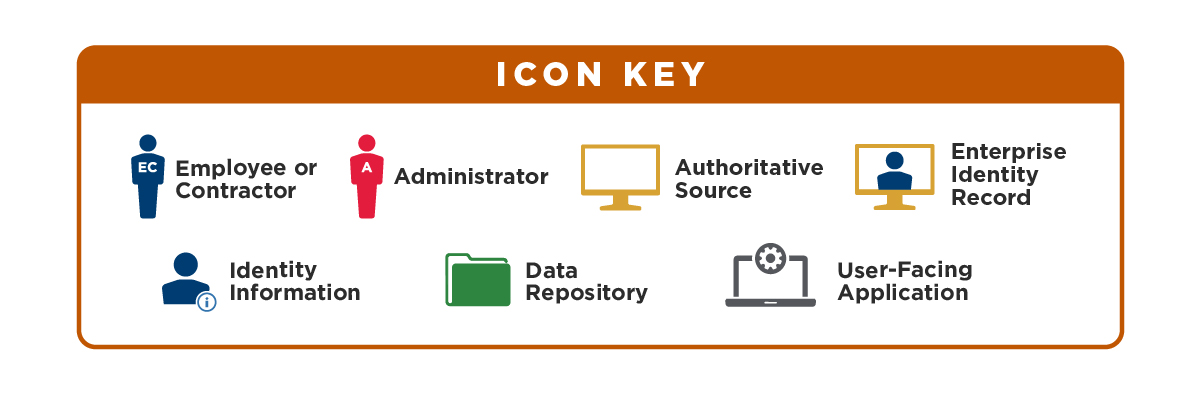 ICON KEY
EC
Employee or
Contractor
A
Administrator
Authoritative
Source
Enterprise
Identity
Record
i
Identity
Information
Data
Repository
User-Facing
Application